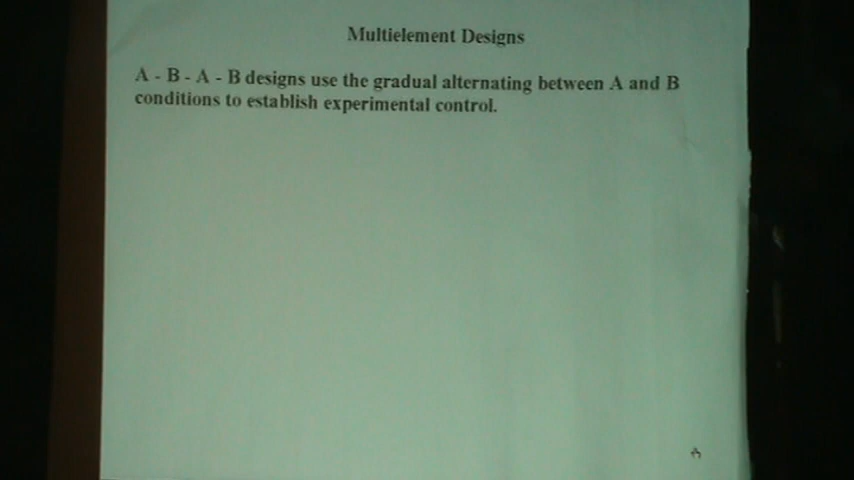 Multielement Designs
A - B - A - B designs use the gradual alternating between A and B
conditions to establish experimental control.